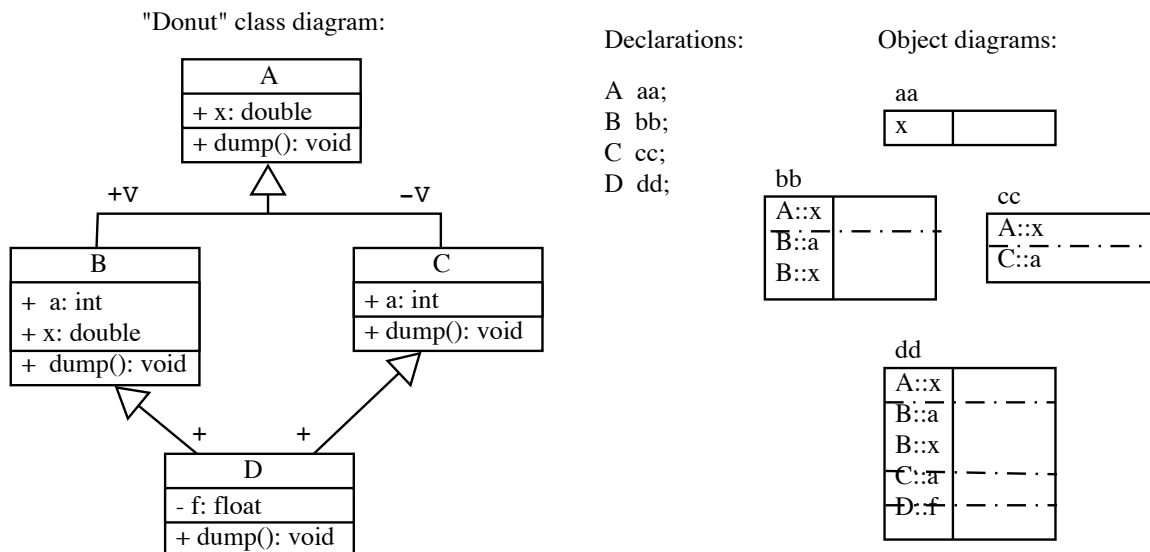 "Donut" class diagram:
A
+ x: double
+ dump(): void
+V
−V
B
+ a: int
+ x: double
+ dump(): void
C
+ a: int
+ dump(): void
+
+
D
- f: float
+ dump(): void
Declarations:
A aa;
B bb;
C cc;
D dd;
Object diagrams:
aa
x
bb
A::x
B::a
B::x
cc
A::x
C::a
dd
A::x
B::a
B::x
C::a
D::f